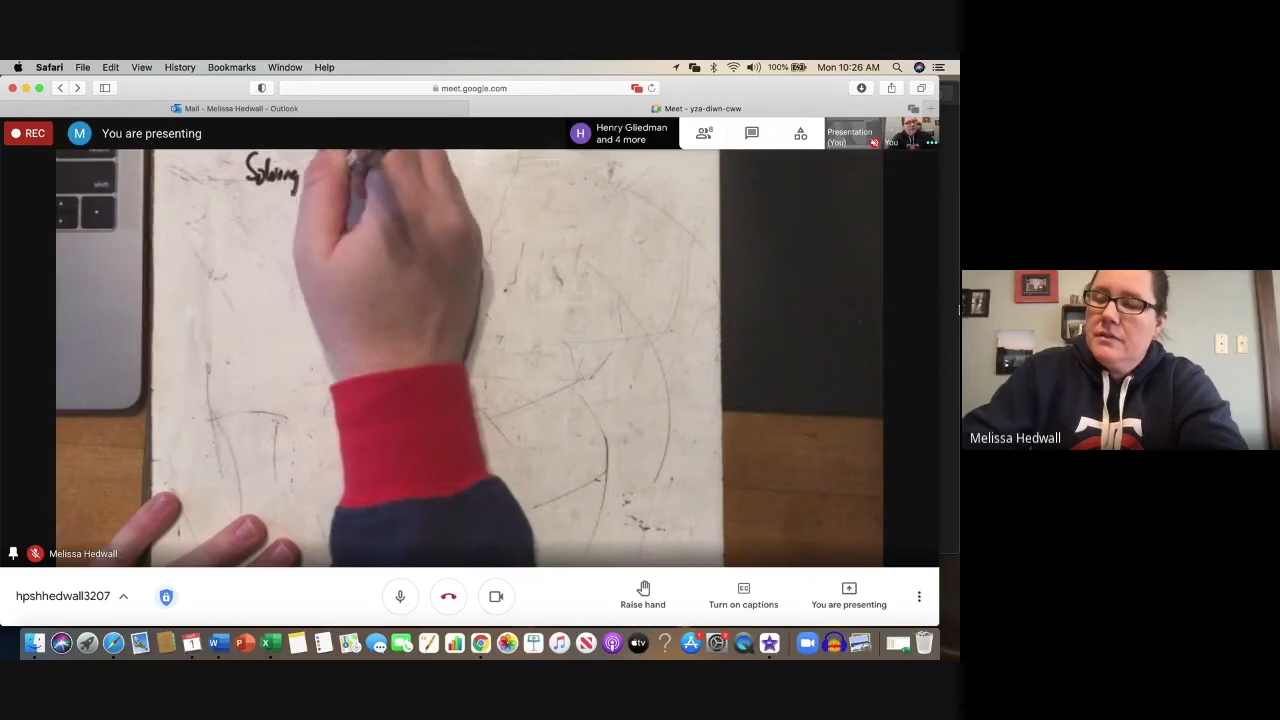 Safari File Edit View History Bookmarks Window Help
100% Mon 10:26 AM
meet.google.com
Mail - Melissa Hedwall - Outlook
Meet - yza-diwn-cww
REC
M
You are presenting
H
Henry Gliedman
and 4 more
8
Presentation
(You)
You
shift
Solving
Melissa Hedwall
Melissa Hedwall
hpshhedwall3207
Raise hand
Turn on captions
You are presenting